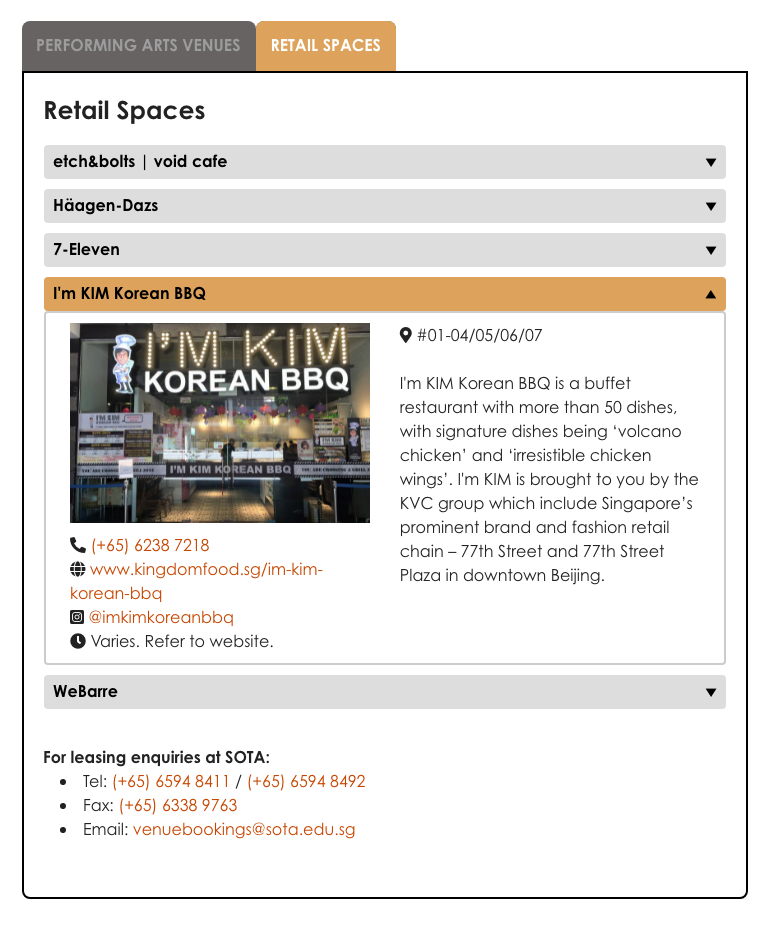 PERFORMING ARTS VENUES
RETAIL SPACES
Retail Spaces
etch&bolts | void cafe
Häagen-Dazs
7-Eleven
I'm KIM Korean BBQ
I'M KIM
KOREAN BBQ
I'M KIM KOREAN BBQ
(+65) 6238 7218
www.kingdomfood.sg/im-kim-
korean-bbq
@imkimkoreanbbq
Varies. Refer to website.
#01-04/05/06/07
I'm KIM Korean BBQ is a buffet
restaurant with more than 50 dishes,
with signature dishes being ‘volcano
chicken’ and ‘irresistible chicken
wings’. I'm KIM is brought to you by the
KVC group which include Singapore’s
prominent brand and fashion retail
chain – 77th Street and 77th Street
Plaza in downtown Beijing.
WeBarre
For leasing enquiries at SOTA:
Tel: (+65) 6594 8411 / (+65) 6594 8492
Fax: (+65) 6338 9763
Email: venuebookings@sota.edu.sg